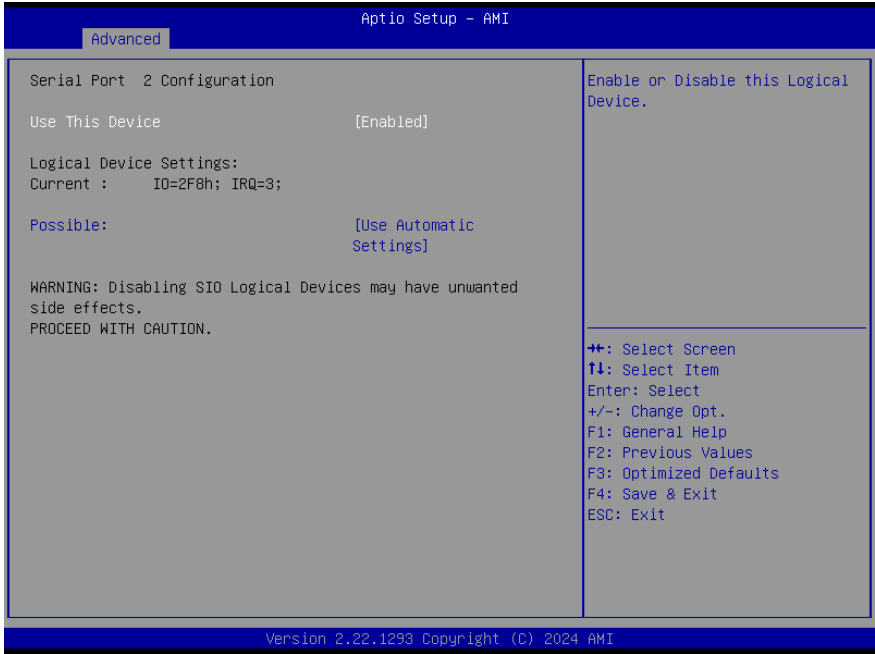 Aptio Setup – AMI
Advanced
Serial Port  2 Configuration
Use This Device [Enabled]
Logical Device Settings:
Current :     IO=2F8h; IRQ=3;
Possible: [Use Automatic
Settings]
WARNING: Disabling SIO Logical Devices may have unwanted
side effects.
PROCEED WITH CAUTION.
Enable or Disable this Logical
Device.
→←: Select Screen
↑↓: Select Item
Enter: Select
+/-: Change Opt.
F1: General Help
F2: Previous Values
F3: Optimized Defaults
F4: Save & Exit
ESC: Exit
Version 2.22.1293 Copyright (C) 2024 AMI